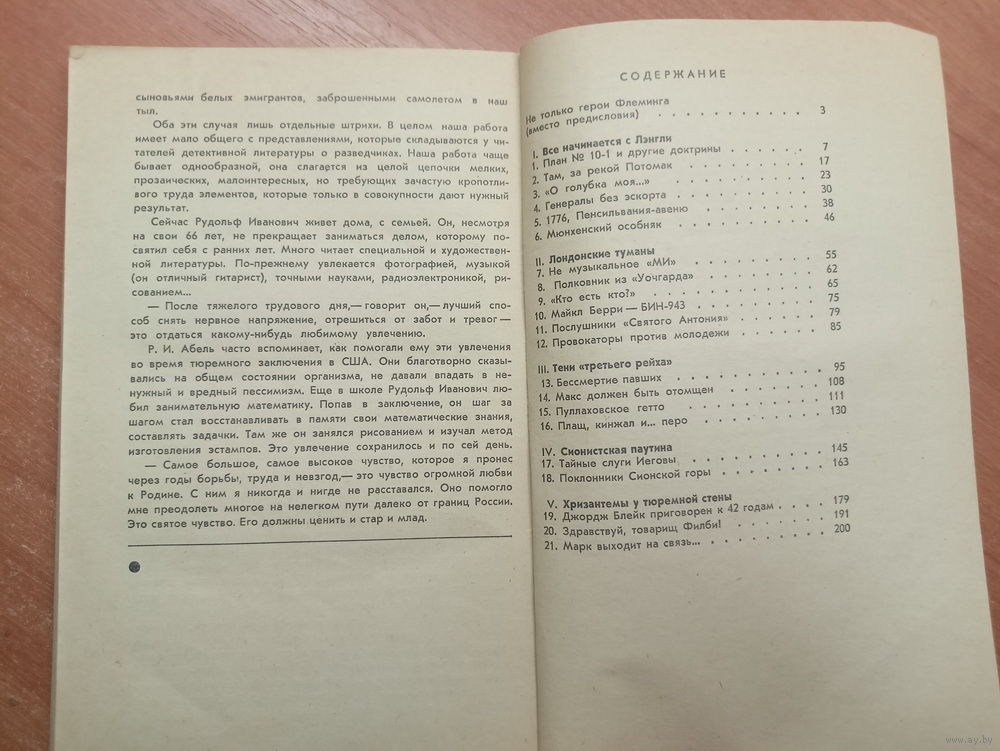 сыновьями белых эмигрантов, заброшенными самолетом в наш
тыл.
Оба эти случая лишь отдельные штрихи. В целом наша работа
имеет мало общего с представлениями, которые складываются у чи-
тателей детективной литературы о разведчиках. Наша работа чаще
бывает однообразной, она слагается из целой цепочки мелких,
прозаических, малоинтересных, но требующих зачастую кропотли-
вого труда элементов, которые только в совокупности дают нужный
результат.
Сейчас Рудольф Иванович живет дома, с семьей. Он, несмотря
на свои 66 лет, не прекращает заниматься делом, которому по-
святил себя с ранних лет. Много читает специальной и художествен-
ной литературы. По-прежнему увлекается фотографией, музыкой
(он отличный гитарист), точными науками, радиоэлектроникой, ри-
сованием...
— После тяжелого трудового дня,— говорит он,— лучший спо-
соб снять нервное напряжение, отрешиться от забот и тревог —
это отдаться какому-нибудь любимому увлечению.
Р. И. Абель часто вспоминает, как помогали ему эти увлечения
во время тюремного заключения в США. Они благотворно сказы-
вались на общем состоянии организма, не давали впадать в не-
нужный и вредный пессимизм. Еще в школе Рудольф Иванович лю-
бил занимательную математику. Попав в заключение, он шаг за
шагом стал восстанавливать в памяти свои математические знания,
составлять задачки. Там же он занялся рисованием и изучал метод
изготовления эстампов. Это увлечение сохранилось и по сей день.
— Самое большое, самое высокое чувство, которое я пронес
через годы борьбы, труда и невзгод,— это чувство огромной любви
к Родине. С ним я никогда и нигде не расставался. Оно помогло
мне преодолеть многое на нелегком пути далеко от границ России.
Это святое чувство. Его должны ценить и стар и млад.
СОДЕРЖАНИЕ
Не только герои Флеминга
(вместо предисловия) . . . . . . . . 3
I. Все начинается с Лэнгли
1. План № 10-1 и другие доктрины . . . . . 7
2. Там, за рекой Потомак . . . . . . . 17
3. «О голубка моя...» . . . . . . . . 23
4. Генералы без эскорта . . . . . . . 30
5. 1776, Пенсильвания-авеню . . . . . . 38
6. Мюнхенский особняк . . . . . . . 46
II. Лондонские туманы
7. Не музыкальное «МИ» . . . . . . . 55
8. Полковник из «Уочгарда» . . . . . . 62
9. «Кто есть кто?» . . . . . . . . 65
10. Майкл Берри — БИН-943 . . . . . . 75
11. Послушники «Святого Антония» . . . . . 79
12. Провокаторы против молодежи . . . . . 85
III. Тени «третьего рейха»
13. Бессмертие павших . . . . . . . . 95
14. Макс должен быть отомщен . . . . . . 108
15. Пуллаховское гетто . . . . . . . 111
16. Плащ, кинжал и... перо . . . . . . 130
IV. Сионистская паутина
17. Тайные слуги Иеговы . . . . . . . 145
18. Поклонники Сионской горы . . . . . . 163
V. Хризантемы у тюремной стены
19. Джордж Блейк приговорен к 42 годам . . . . 179
20. Здравствуй, товарищ Филби! . . . . . . 191
21. Марк выходит на связь... . . . . . . 200
www.ay.by